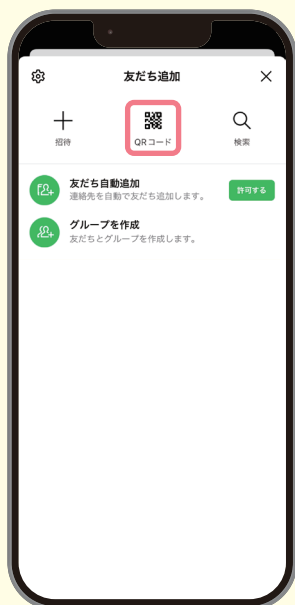 友だち追加
招待
QRコード
検索
友だち自動追加
連絡先を自動で友だち追加します。
許可する
グループを作成
友だちとグループを作成します。